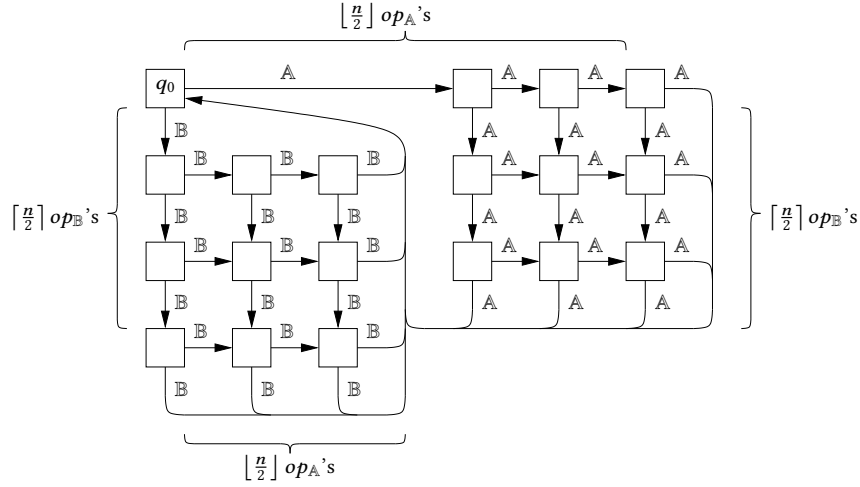 ⌊n/2⌋ op𝔸's
𝔸
q0 𝔸 𝔸 𝔸
𝔹 𝔸 𝔸 𝔸
𝔹 𝔹 𝔹 𝔸 𝔸
⌈n/2⌉ op𝔹's 𝔹 𝔹 𝔹 𝔸 𝔸 𝔸 ⌈n/2⌉ op𝔹's
𝔹 𝔹 𝔹 𝔸 𝔸
𝔹 𝔹 𝔹 𝔸 𝔸 𝔸
𝔹 𝔹 𝔹
𝔹 𝔹 𝔹
⌊n/2⌋ op𝔸's